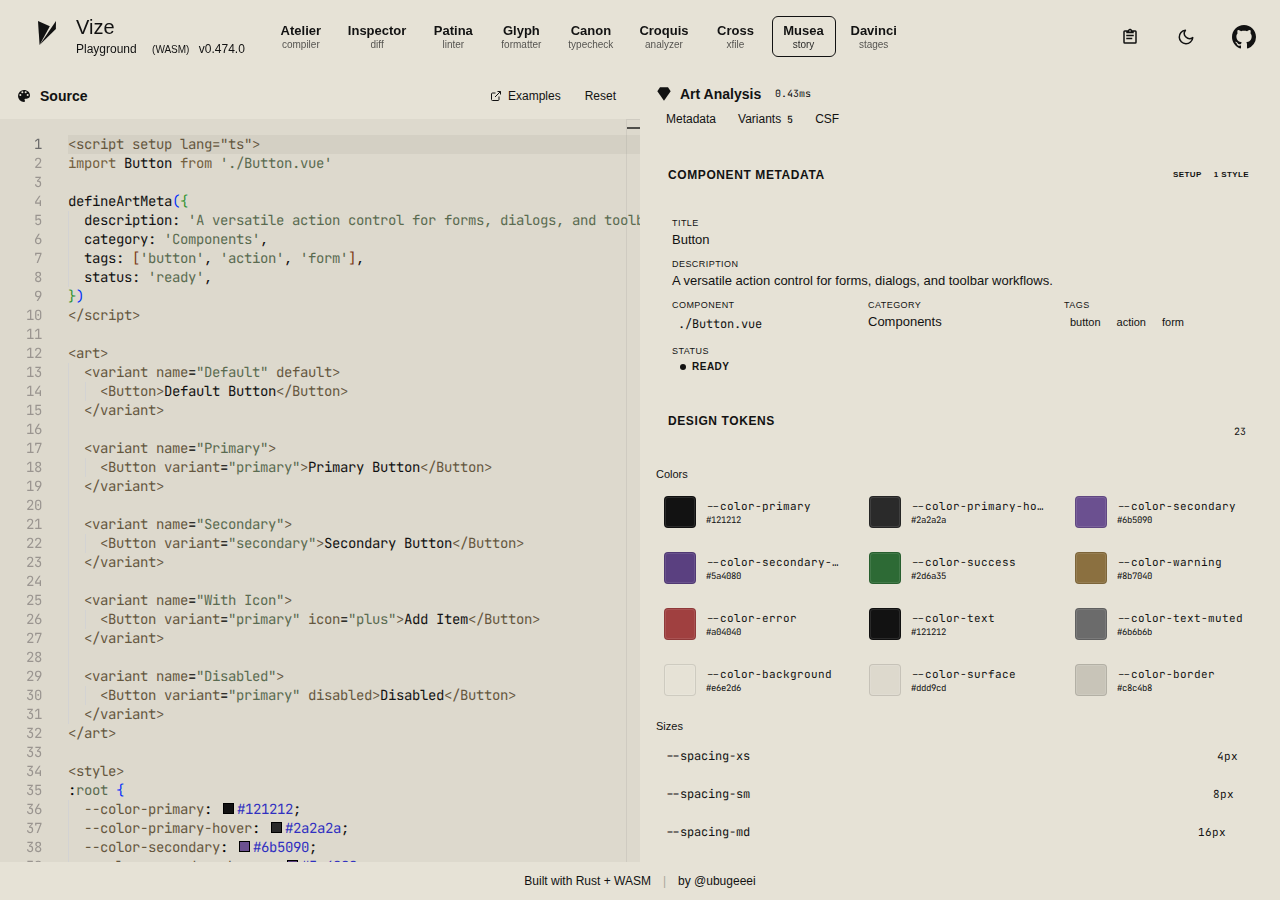 Vize
Playground (WASM) v0.474.0
Atelier
compiler
Inspector
diff
Patina
linter
Glyph
formatter
Canon
typecheck
Croquis
analyzer
Cross
xfile
Musea
story
Davinci
stages
Source
Examples
Reset
1 <script setup lang="ts">
2 import Button from './Button.vue'
3
4 defineArtMeta({
5 description: 'A versatile action control for forms, dialogs, and toolb
6 category: 'Components',
7 tags: ['button', 'action', 'form'],
8 status: 'ready',
9 })
10 </script>
11
12 <art>
13 <variant name="Default" default>
14 <Button>Default Button</Button>
15 </variant>
16
17 <variant name="Primary">
18 <Button variant="primary">Primary Button</Button>
19 </variant>
20
21 <variant name="Secondary">
22 <Button variant="secondary">Secondary Button</Button>
23 </variant>
24
25 <variant name="With Icon">
26 <Button variant="primary" icon="plus">Add Item</Button>
27 </variant>
28
29 <variant name="Disabled">
30 <Button variant="primary" disabled>Disabled</Button>
31 </variant>
32 </art>
33
34 <style>
35 :root {
36 --color-primary: #121212;
37 --color-primary-hover: #2a2a2a;
38 --color-secondary: #6b5090;
Art Analysis 0.43ms
Metadata Variants 5 CSF
COMPONENT METADATA SETUP 1 STYLE
TITLE
Button
DESCRIPTION
A versatile action control for forms, dialogs, and toolbar workflows.
COMPONENT CATEGORY TAGS
./Button.vue Components button action form
STATUS
READY
DESIGN TOKENS
23
Colors
--color-primary
#121212
--color-primary-ho…
#2a2a2a
--color-secondary
#6b5090
--color-secondary-…
#5a4080
--color-success
#2d6a35
--color-warning
#8b7040
--color-error
#a04040
--color-text
#121212
--color-text-muted
#6b6b6b
--color-background
#e6e2d6
--color-surface
#ddd9cd
--color-border
#c8c4b8
Sizes
--spacing-xs 4px
--spacing-sm 8px
--spacing-md 16px
Built with Rust + WASM | by @ubugeeei